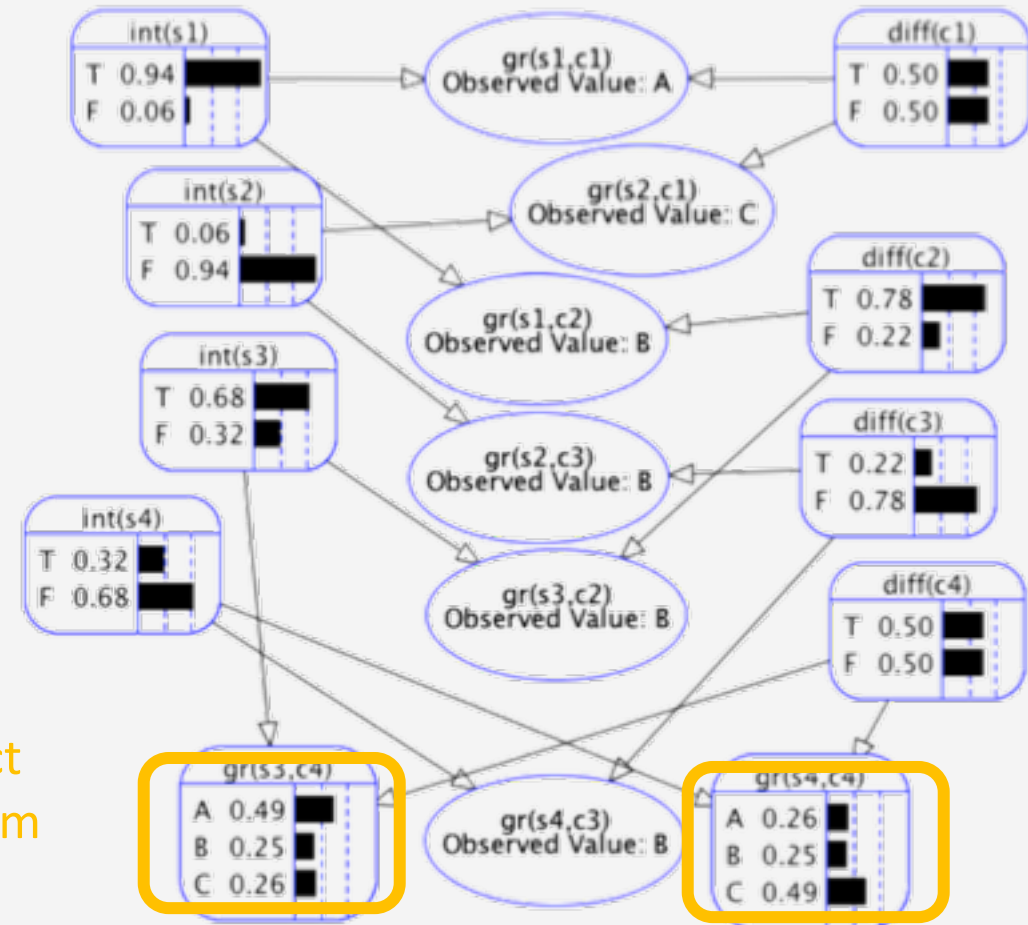 int(s1)
T 0.94
F 0.06
gr(s1,c1)
Observed Value: A
diff(c1)
T 0.50
F 0.50
int(s2)
T 0.06
F 0.94
gr(s2,c1)
Observed Value: C
gr(s1,c2)
Observed Value: B
diff(c2)
T 0.78
F 0.22
int(s3)
T 0.68
F 0.32
gr(s2,c3)
Observed Value: B
diff(c3)
T 0.22
F 0.78
int(s4)
T 0.32
F 0.68
gr(s3,c2)
Observed Value: B
diff(c4)
T 0.50
F 0.50
ct
m
gr(s3,c4)
A 0.49
B 0.25
C 0.26
gr(s4,c3)
Observed Value: B
gr(s4,c4)
A 0.26
B 0.25
C 0.49